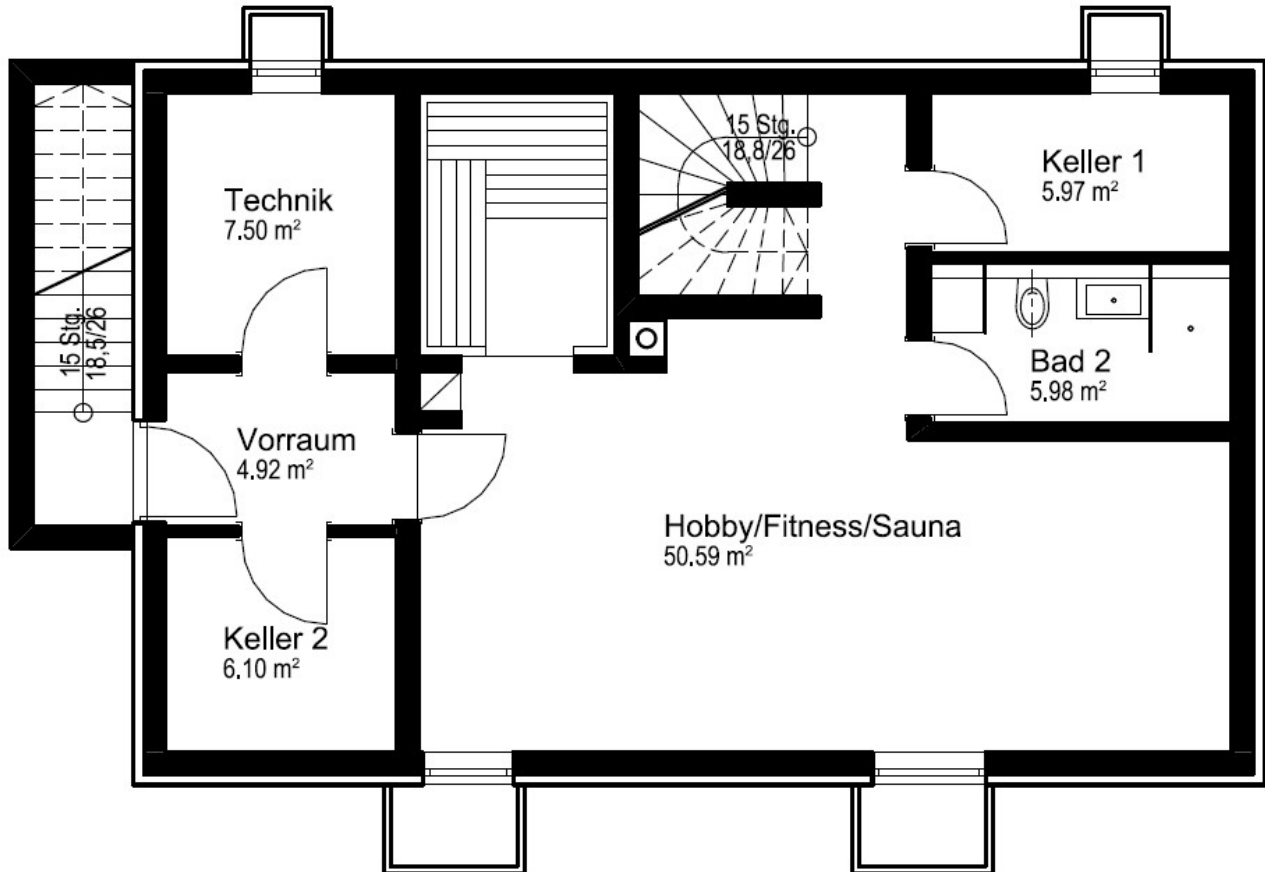 15 Stg.
18,5/26
Technik
7.50 m²
15 Stg.
18,8/26
Keller 1
5.97 m²
Bad 2
5.98 m²
Vorraum
4.92 m²
Hobby/Fitness/Sauna
50.59 m²
Keller 2
6.10 m²